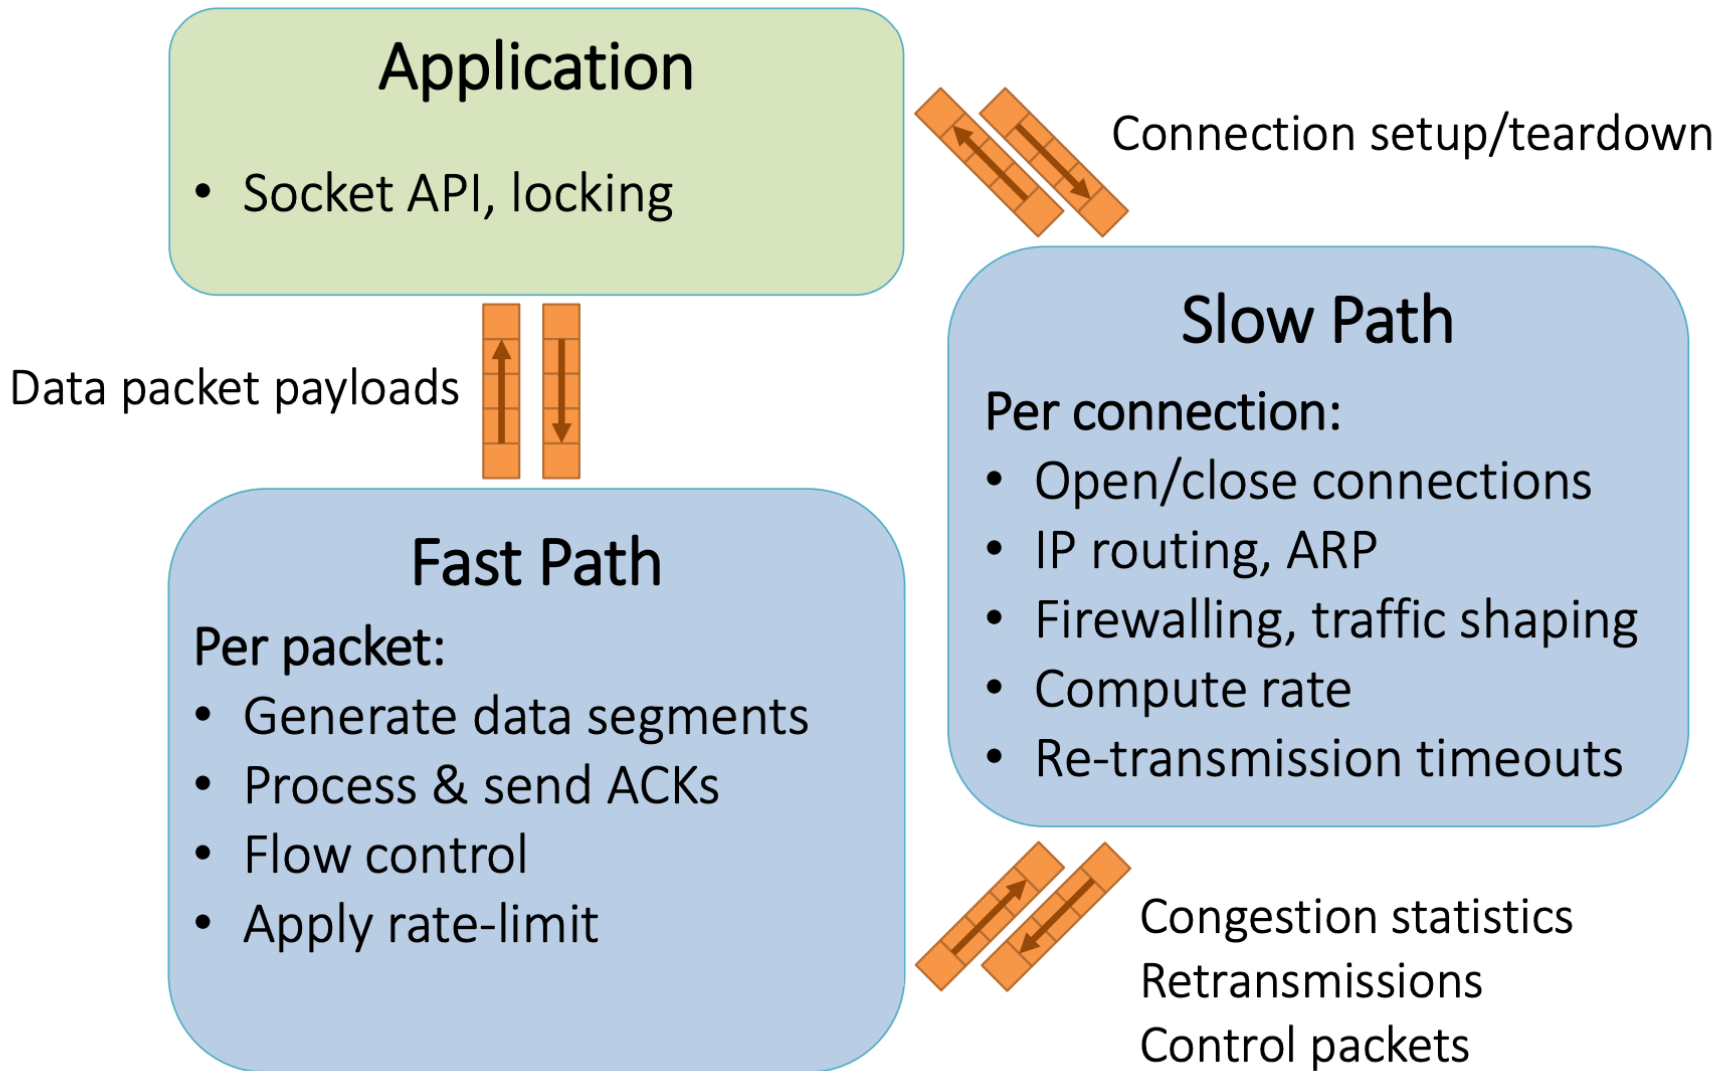 Application
• Socket API, locking
Connection setup/teardown
Data packet payloads
Slow Path
Per connection:
• Open/close connections
• IP routing, ARP
• Firewalling, traffic shaping
• Compute rate
• Re-transmission timeouts
Fast Path
Per packet:
• Generate data segments
• Process & send ACKs
• Flow control
• Apply rate-limit
Congestion statistics
Retransmissions
Control packets